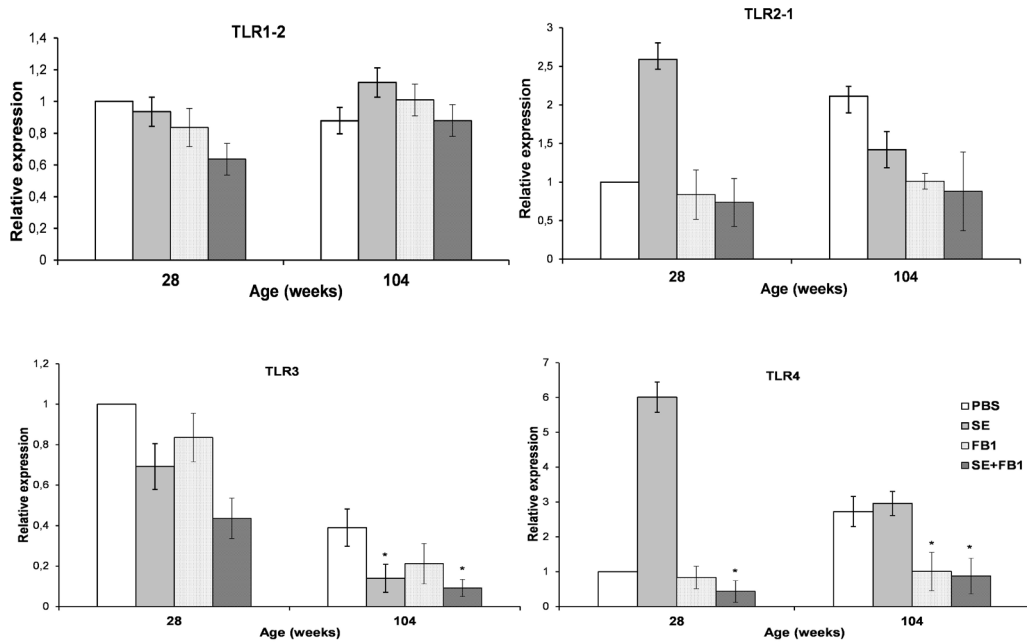 TLR1-2
Relative expression
1,4
1,2
1
0,8
0,6
0,4
0,2
0
28
104
Age (weeks)
TLR2-1
Relative expression
3
2,5
2
1,5
1
0,5
0
28
104
Age (weeks)
TLR3
Relative expression
1,2
1
0,8
0,6
0,4
0,2
0
*
*
28
104
Age (weeks)
TLR4
Relative expression
7
6
5
4
3
2
1
0
*
*
*
PBS
SE
FB1
SE+FB1
28
104
Age (weeks)